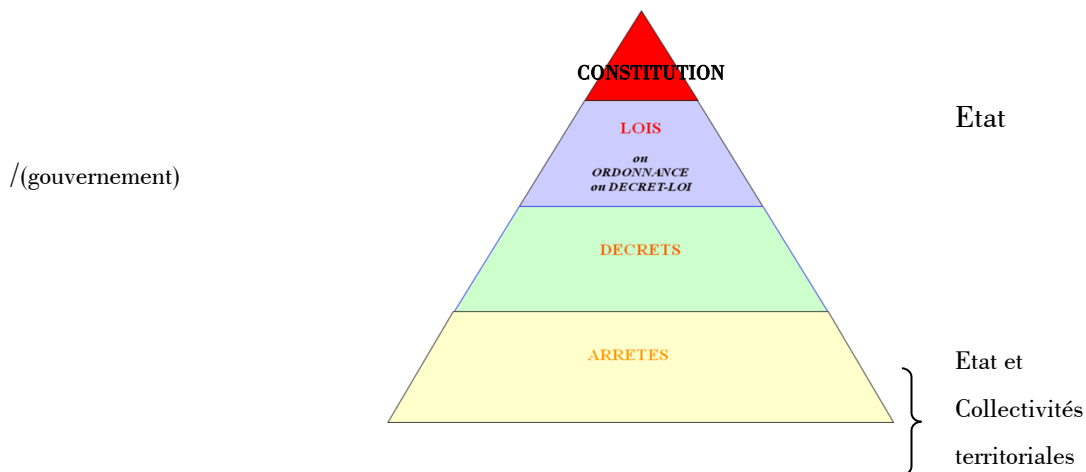 CONSTITUTION
Etat
LOIS
ou
ORDONNANCE
ou DECRET-LOI
/(gouvernement)
DECRETS
ARRETES
Etat et
Collectivités
territoriales